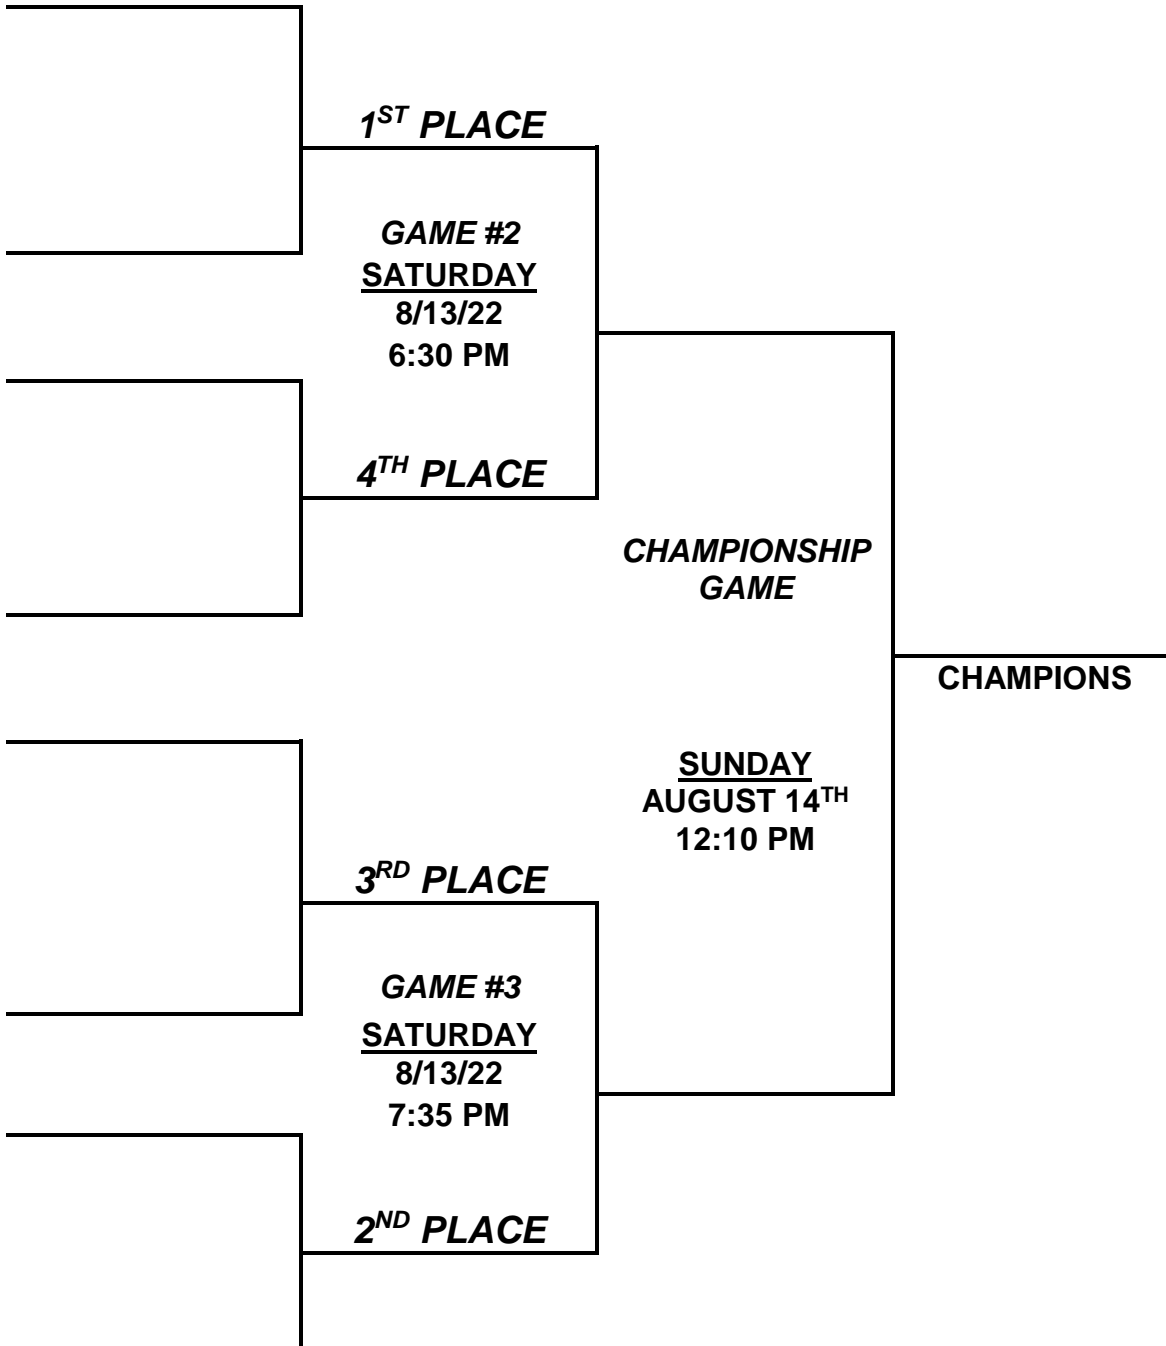 1ST PLACE
GAME #2
SATURDAY
8/13/22
6:30 PM
4TH PLACE
CHAMPIONSHIP
GAME
CHAMPIONS
SUNDAY
AUGUST 14TH
12:10 PM
3RD PLACE
GAME #3
SATURDAY
8/13/22
7:35 PM
2ND PLACE